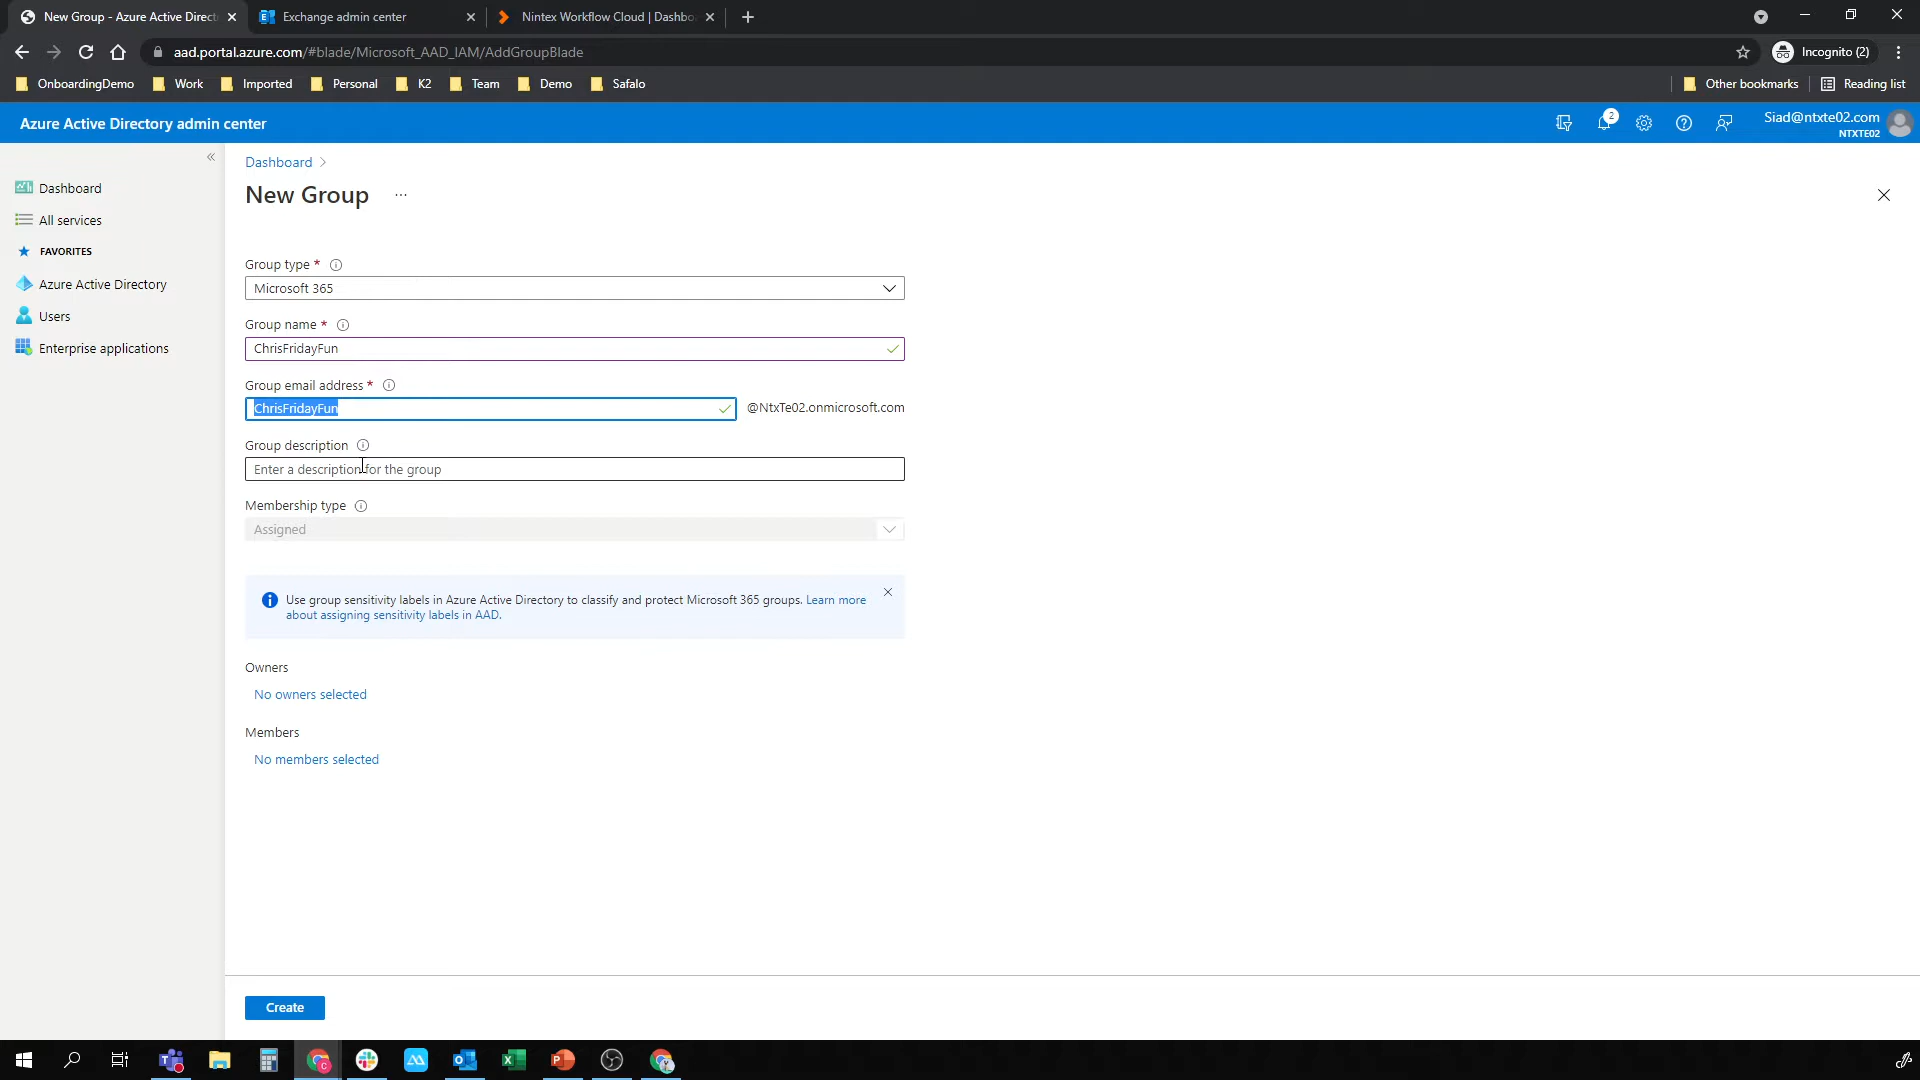 New Group - Azure Active Direct
Exchange admin center
Nintex Workflow Cloud | Dashbo
aad.portal.azure.com/#blade/Microsoft_AAD_IAM/AddGroupBlade
Incognito (2)
OnboardingDemo
Work
Imported
Personal
K2
Team
Demo
Safalo
Other bookmarks
Reading list
Azure Active Directory admin center
2
Siad@ntxte02.com
NTXTE02
Dashboard
All services
FAVORITES
Azure Active Directory
Users
Enterprise applications
Dashboard
New Group
Group type *
Microsoft 365
Group name *
ChrisFridayFun
Group email address *
ChrisFridayFun
@NtxTe02.onmicrosoft.com
Group description
Enter a description for the group
Membership type
Assigned
Use group sensitivity labels in Azure Active Directory to classify and protect Microsoft 365 groups. Learn more
about assigning sensitivity labels in AAD.
Owners
No owners selected
Members
No members selected
Create